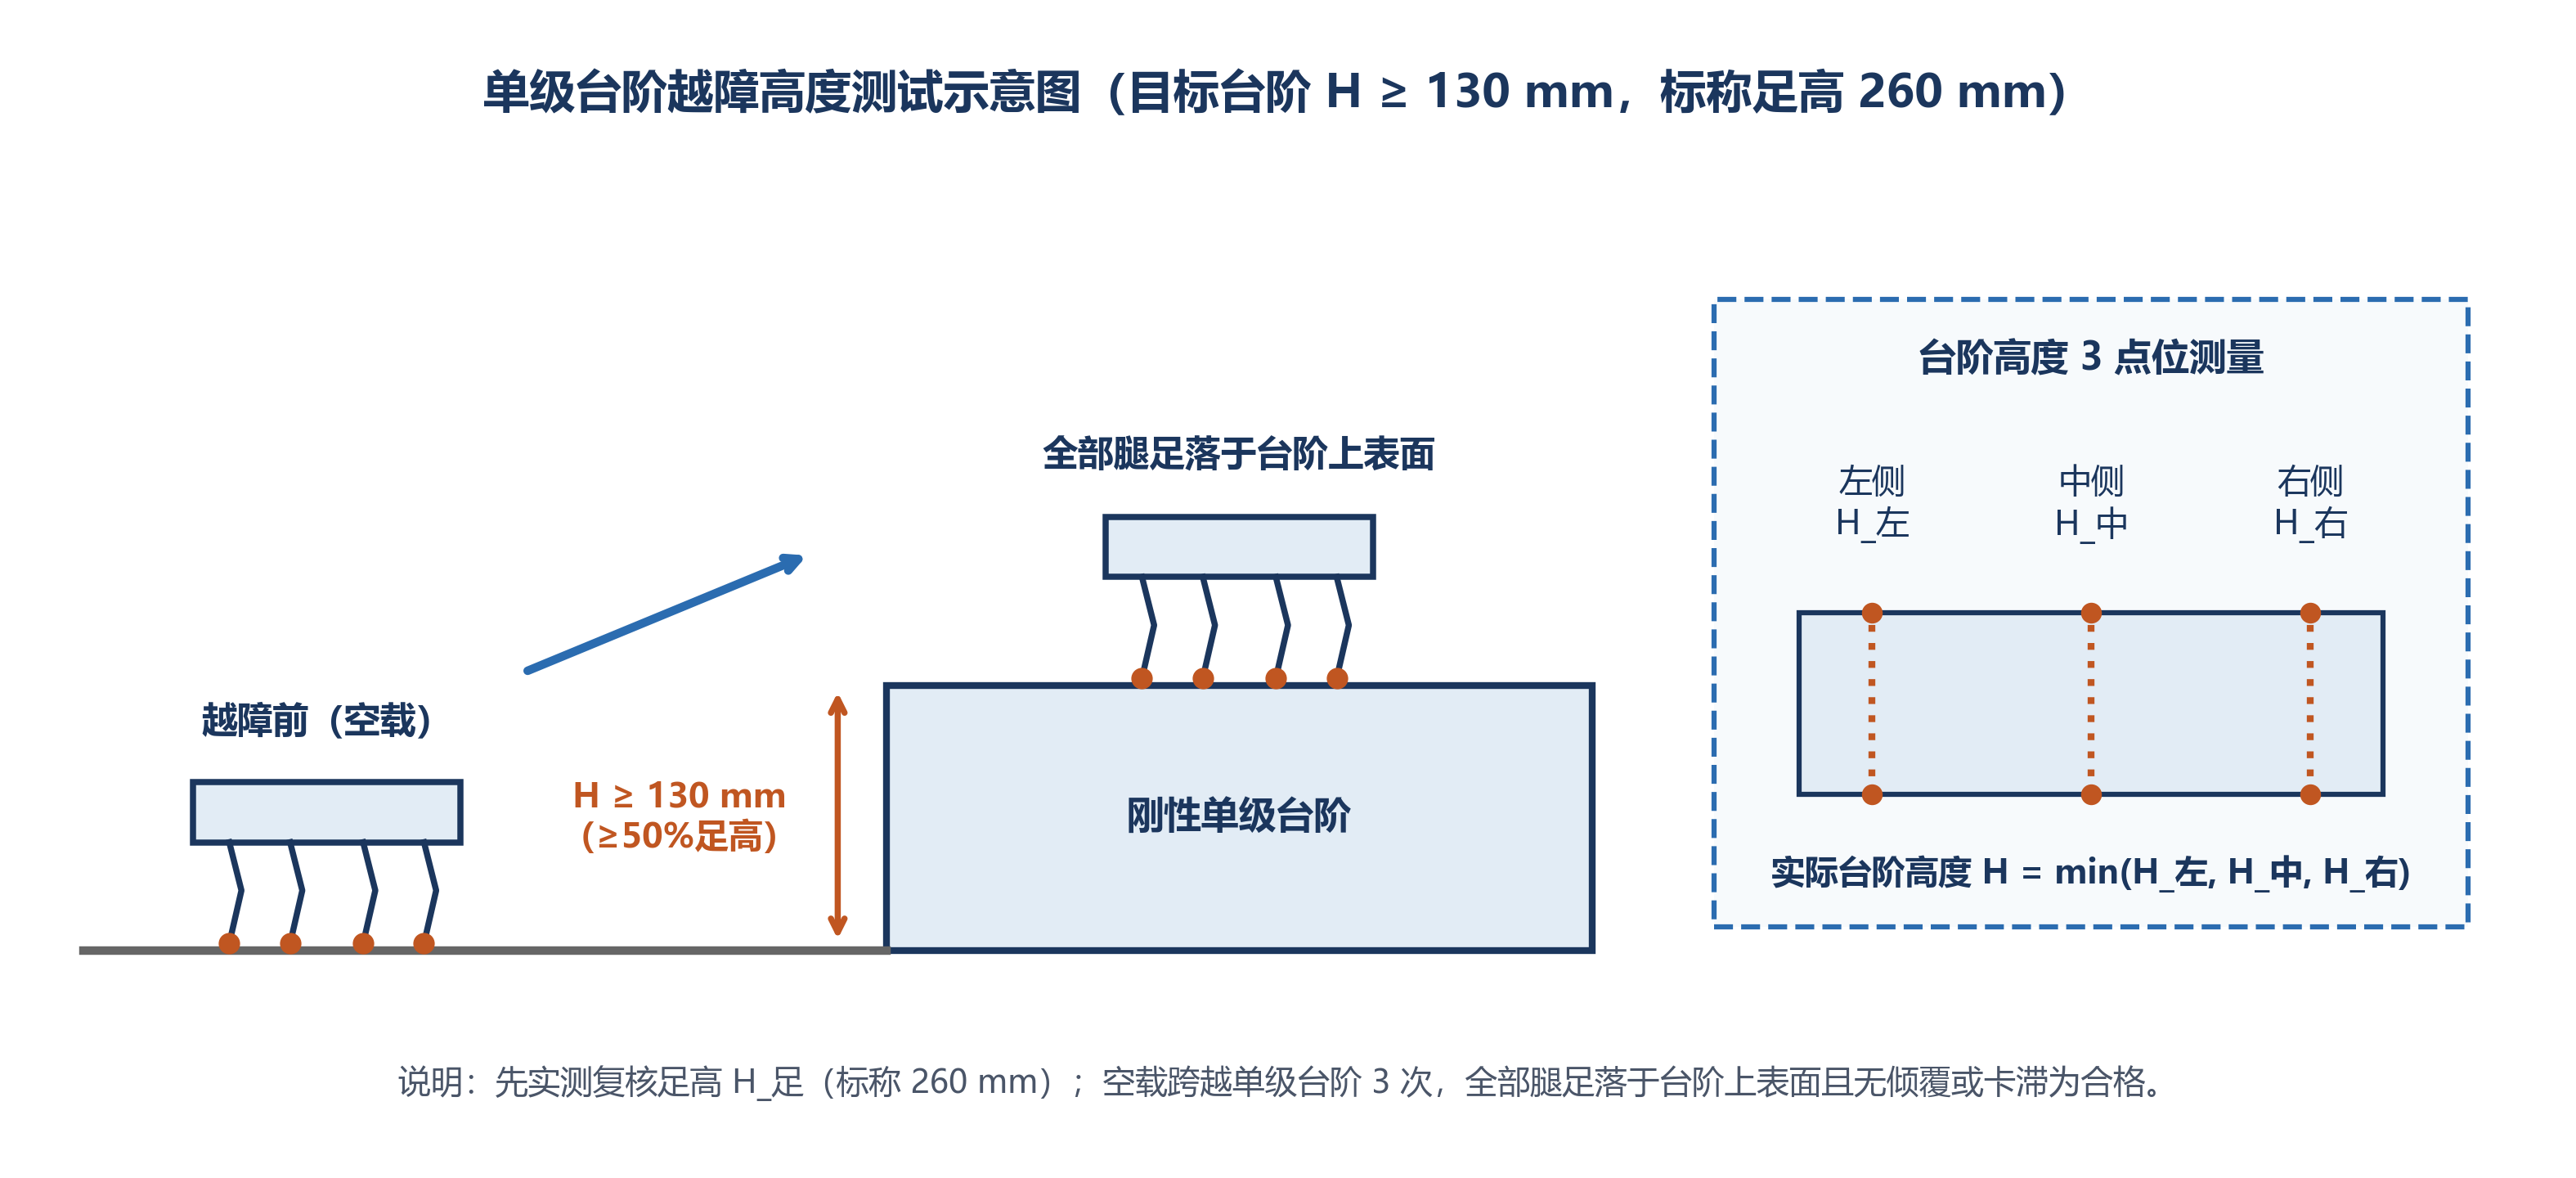 单级台阶越障高度测试示意图（目标台阶 H ≥ 130 mm，标称足高 260 mm）
全部腿足落于台阶上表面
越障前（空载）
H ≥ 130 mm
（≥50%足高）
刚性单级台阶
台阶高度 3 点位测量
左侧
H_左
中侧
H_中
右侧
H_右
实际台阶高度 H = min(H_左, H_中, H_右)
说明：先实测复核足高 H_足（标称 260 mm）；空载跨越单级台阶 3 次，全部腿足落于台阶上表面且无倾覆或卡滞为合格。